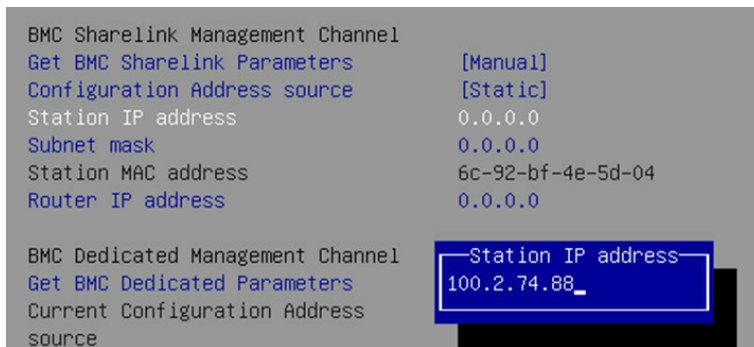 BMC Sharelink Management Channel
Get BMC Sharelink Parameters [Manual]
Configuration Address source [Static]
Station IP address 0.0.0.0
Subnet mask 0.0.0.0
Station MAC address 6c-92-bf-4e-5d-04
Router IP address 0.0.0.0
BMC Dedicated Management Channel
Get BMC Dedicated Parameters
Current Configuration Address
source
Station IP address
100.2.74.88_